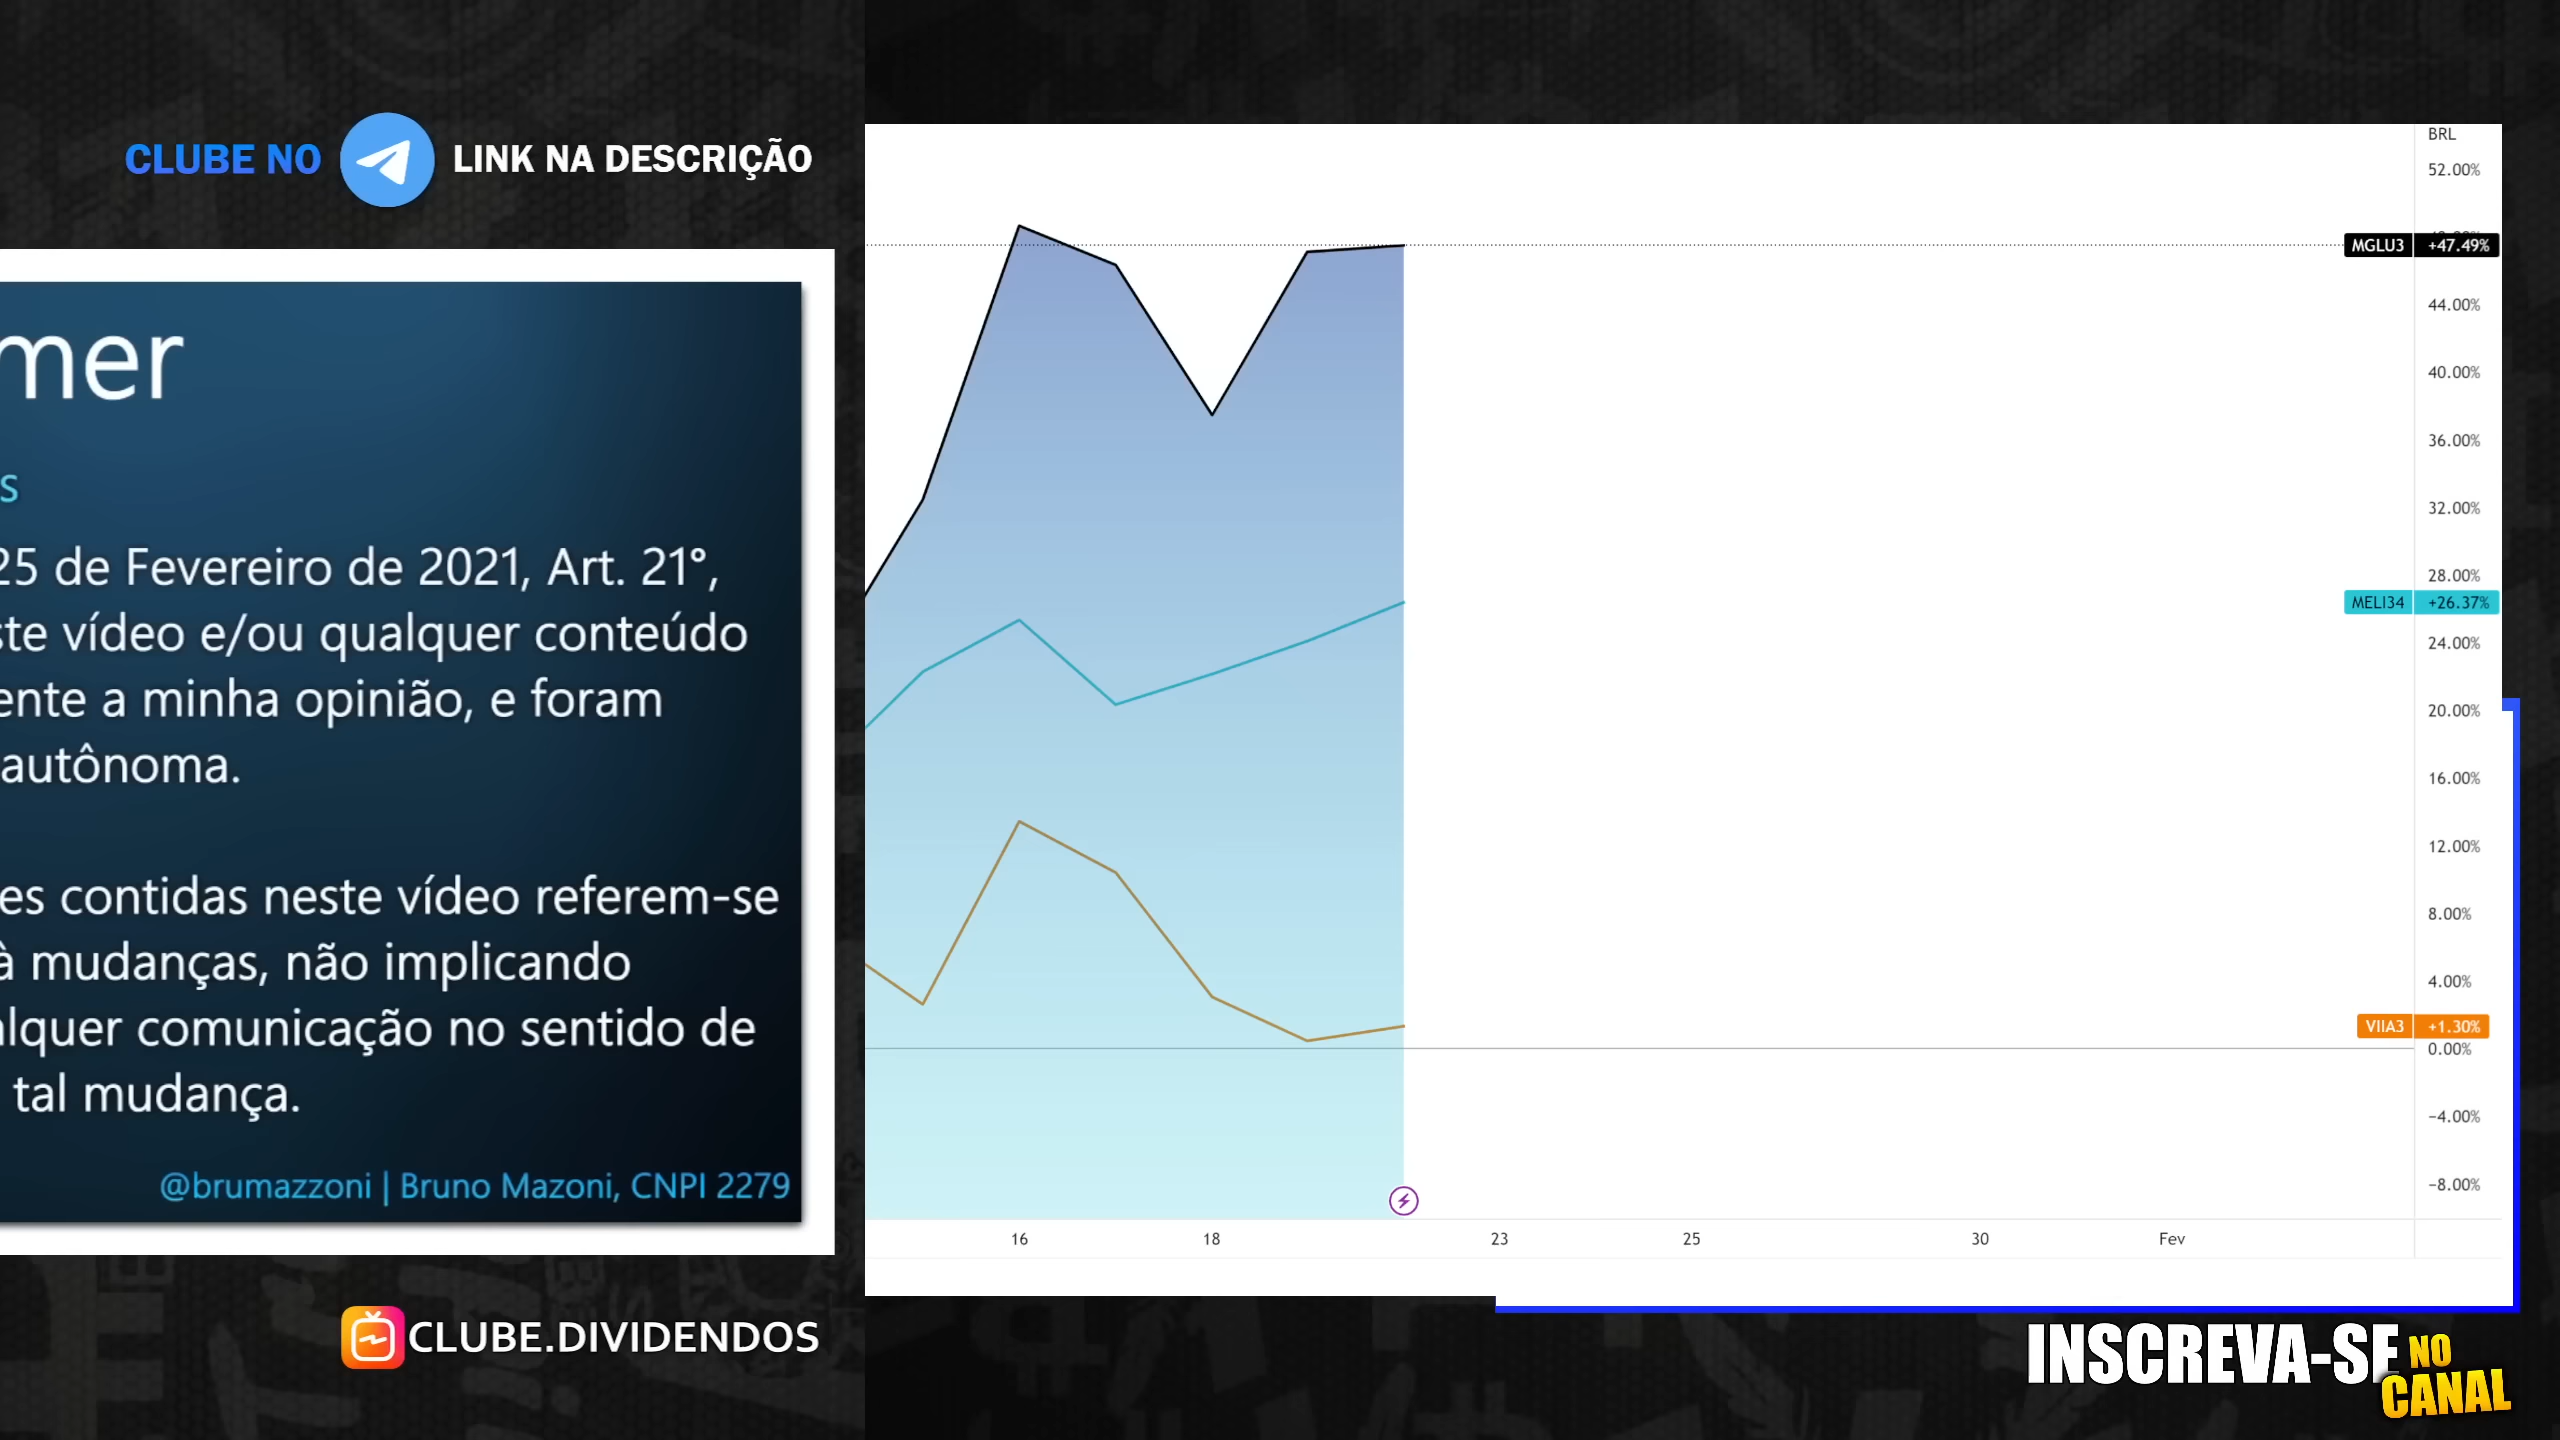 CLUBE NO LINK NA DESCRIÇÃO
mer
s
25 de Fevereiro de 2021, Art. 21°,
ste vídeo e/ou qualquer conteúdo
ente a minha opinião, e foram
autônoma.
es contidas neste vídeo referem-se
à mudanças, não implicando
alquer comunicação no sentido de
tal mudança.
@brumazzoni | Bruno Mazoni, CNPI 2279
CLUBE.DIVIDENDOS
BRL
52.00%
MGLU3 +47.49%
44.00%
40.00%
36.00%
32.00%
28.00%
MELI34 +26.37%
24.00%
20.00%
16.00%
12.00%
8.00%
4.00%
VIIA3 +1.30%
0.00%
−4.00%
−8.00%
16 18 23 25 30 Fev
INSCREVA-SE NO
CANAL